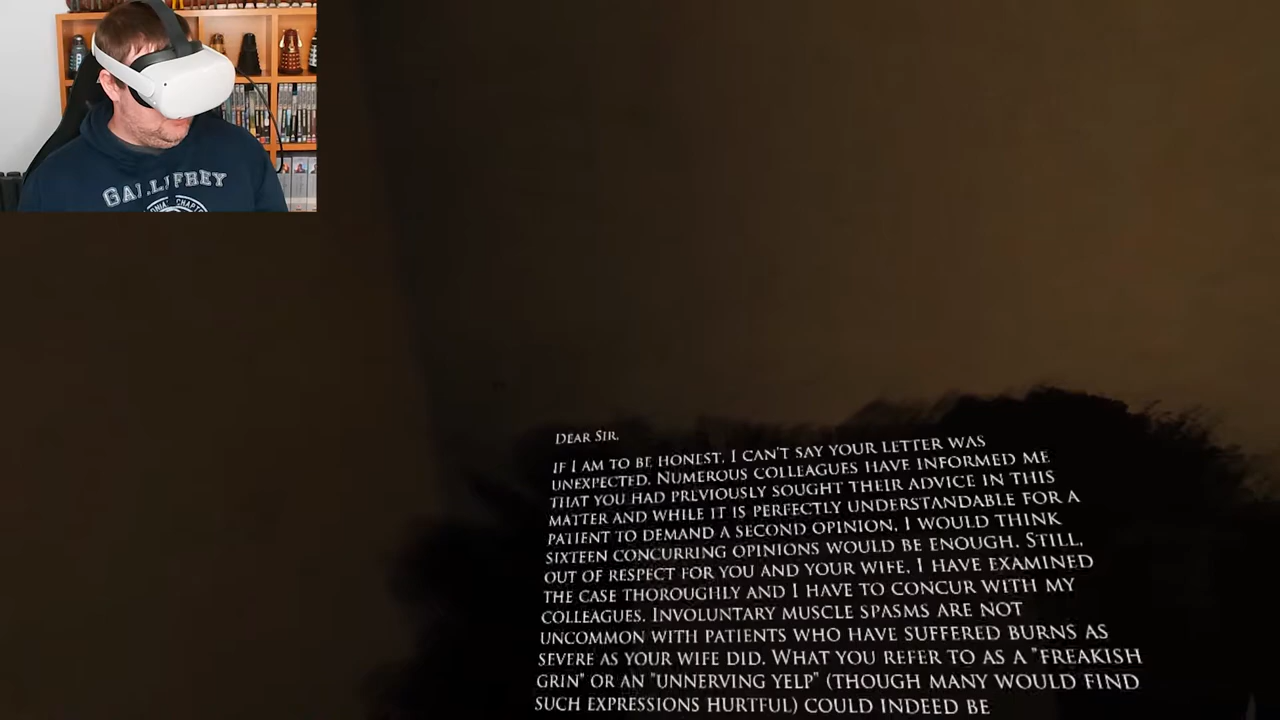 GALLIFREY
DEAR SIR,
IF I AM TO BE HONEST, I CAN'T SAY YOUR LETTER WAS
UNEXPECTED. NUMEROUS COLLEAGUES HAVE INFORMED ME
THAT YOU HAD PREVIOUSLY SOUGHT THEIR ADVICE IN THIS
MATTER AND WHILE IT IS PERFECTLY UNDERSTANDABLE FOR A
PATIENT TO DEMAND A SECOND OPINION, I WOULD THINK
SIXTEEN CONCURRING OPINIONS WOULD BE ENOUGH. STILL,
OUT OF RESPECT FOR YOU AND YOUR WIFE, I HAVE EXAMINED
THE CASE THOROUGHLY AND I HAVE TO CONCUR WITH MY
COLLEAGUES. INVOLUNTARY MUSCLE SPASMS ARE NOT
UNCOMMON WITH PATIENTS WHO HAVE SUFFERED BURNS AS
SEVERE AS YOUR WIFE DID. WHAT YOU REFER TO AS A "FREAKISH
GRIN" OR AN "UNNERVING YELP" (THOUGH MANY WOULD FIND
SUCH EXPRESSIONS HURTFUL) COULD INDEED BE